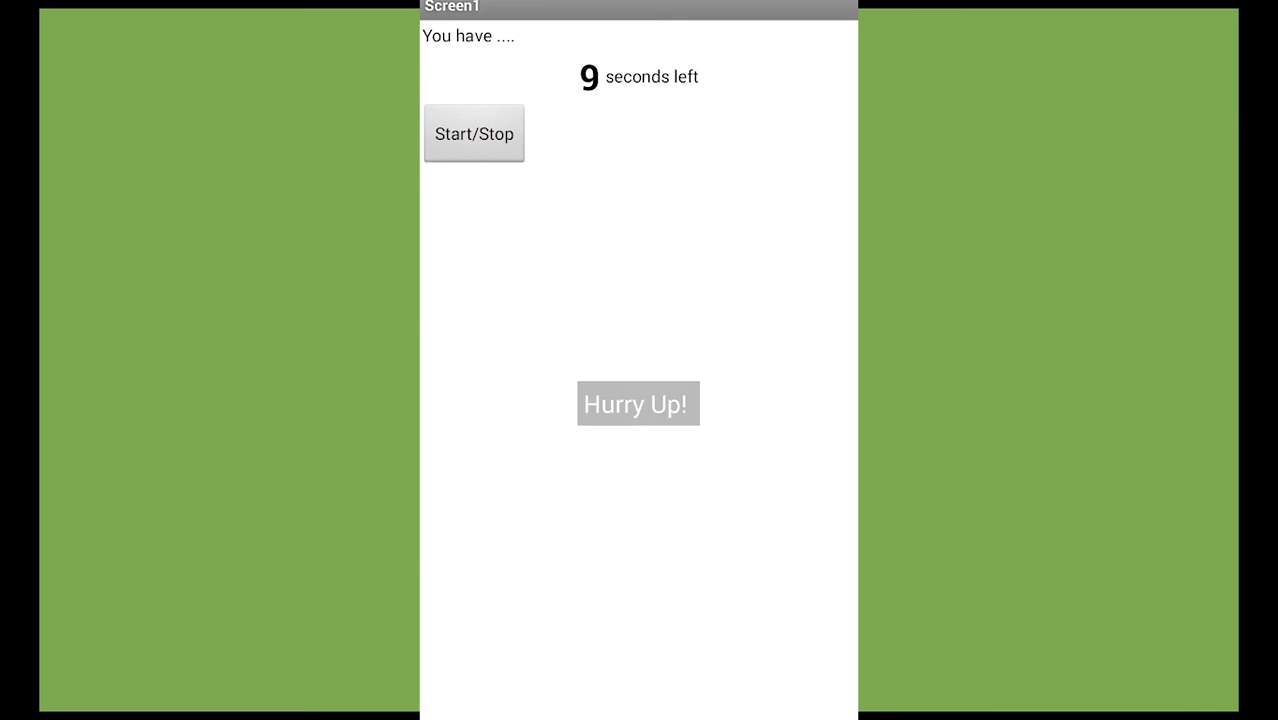 Screen1
You have ....
9 seconds left
Start/Stop
Hurry Up!